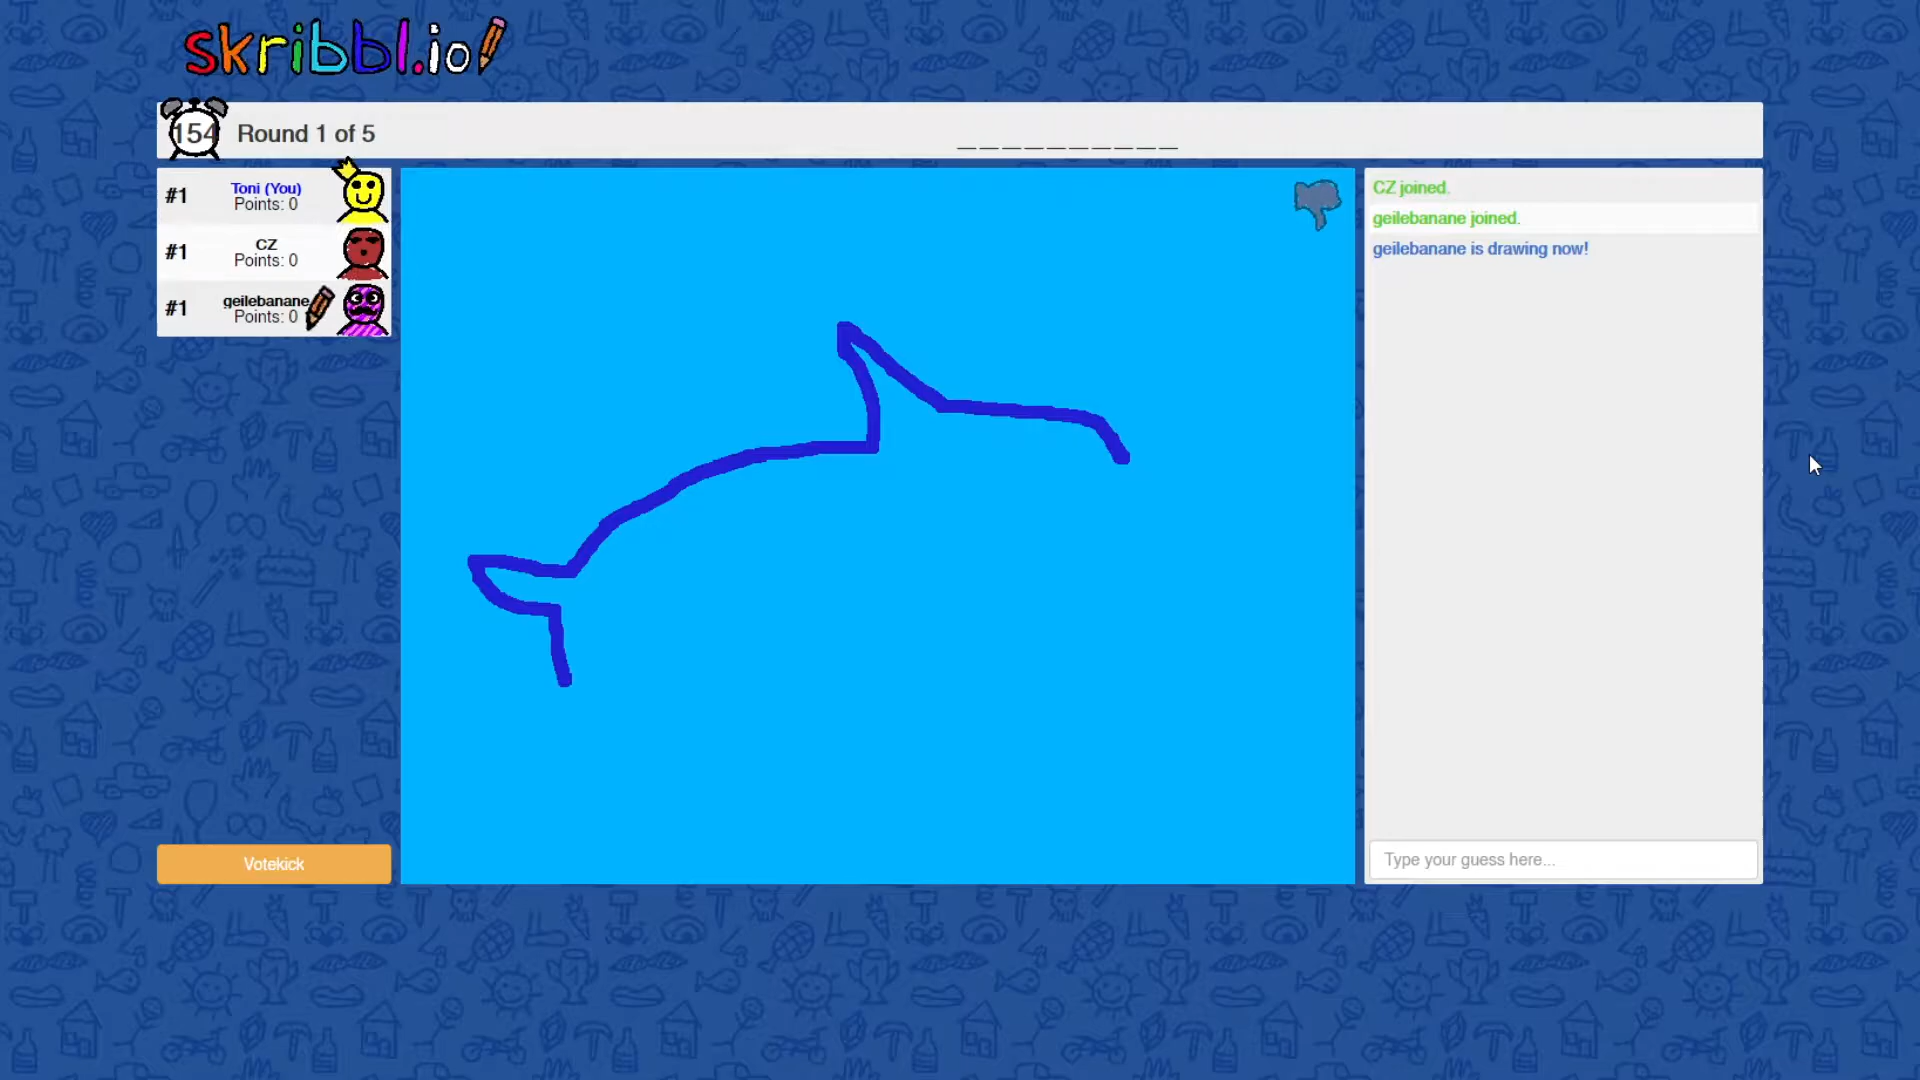 skribbl.io
154
Round 1 of 5
__________
#1
Toni (You)
Points: 0
#1
CZ
Points: 0
#1
geilebanane
Points: 0
CZ joined.
geilebanane joined.
geilebanane is drawing now!
Votekick
Type your guess here...